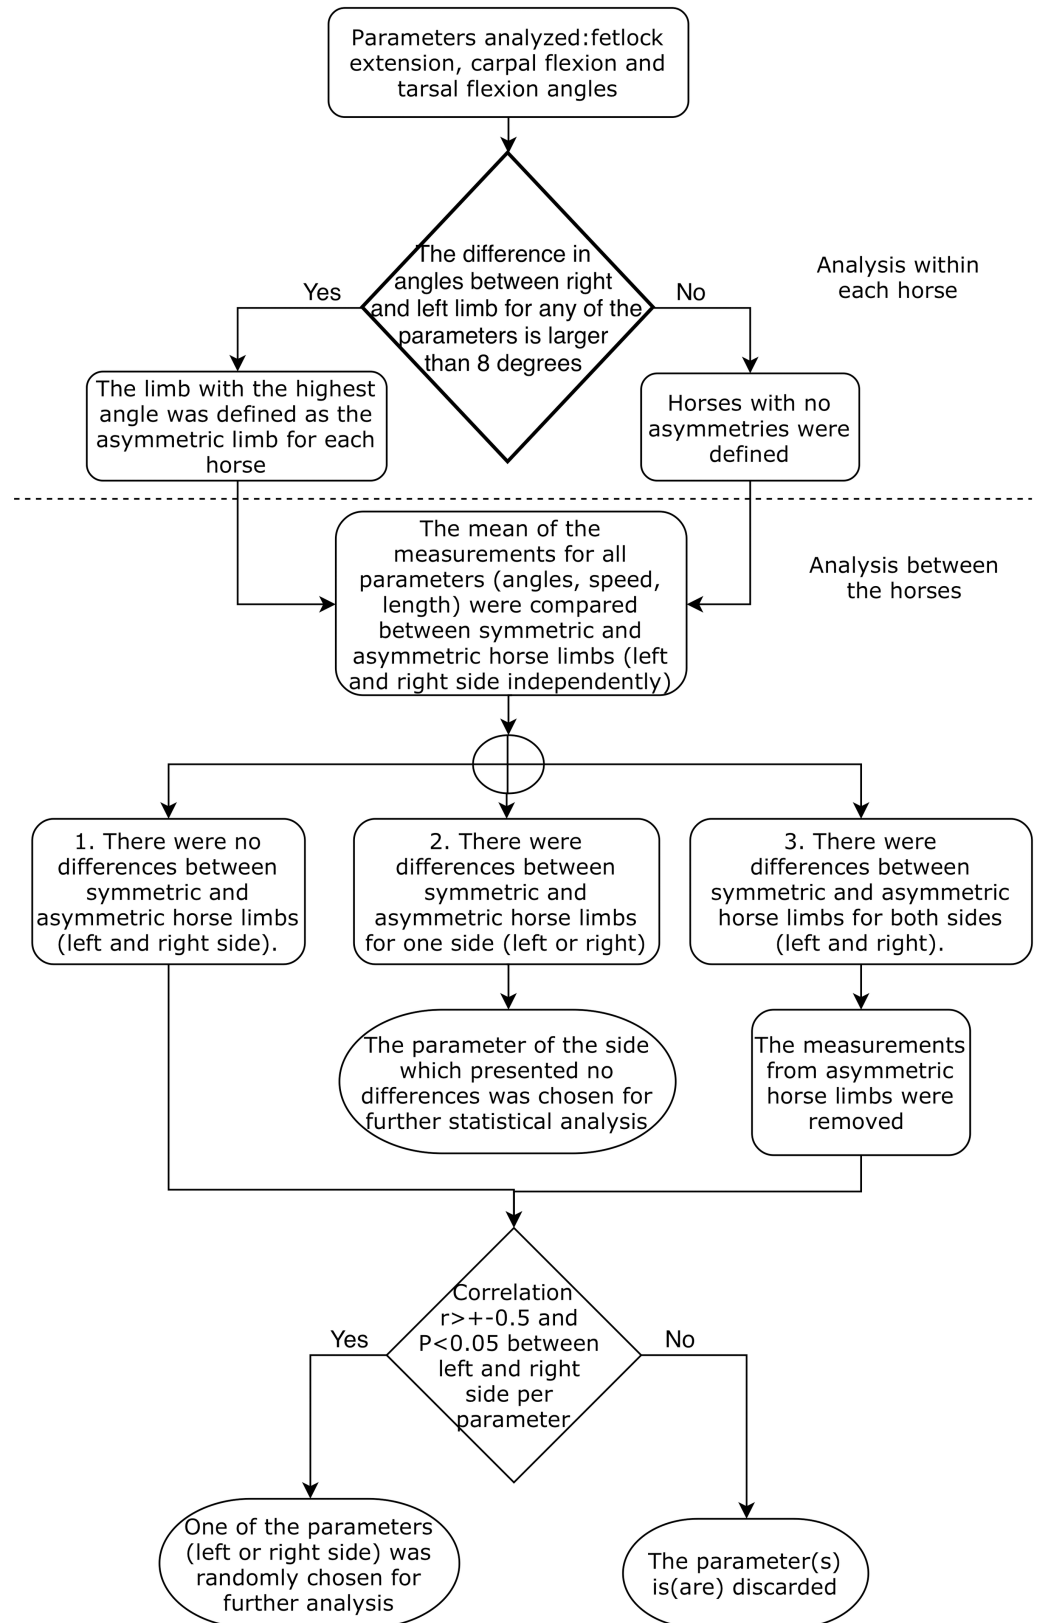 Parameters analyzed:fetlock
extension, carpal flexion and
tarsal flexion angles
The difference in
angles between right
and left limb for any of the
parameters is larger
than 8 degrees
Yes
No
Analysis within
each horse
The limb with the highest
angle was defined as the
asymmetric limb for each
horse
Horses with no
asymmetries were
defined
The mean of the
measurements for all
parameters (angles, speed,
length) were compared
between symmetric and
asymmetric horse limbs (left
and right side independently)
Analysis between
the horses
1. There were no
differences between
symmetric and
asymmetric horse limbs
(left and right side).
2. There were
differences between
symmetric and
asymmetric horse limbs
for one side (left or right)
3. There were
differences between
symmetric and asymmetric
horse limbs for both sides
(left and right).
The parameter of the side
which presented no
differences was chosen for
further statistical analysis
The measurements
from asymmetric
horse limbs were
removed
Correlation
r>+-0.5 and
P<0.05 between
left and right
side per
parameter
Yes
No
One of the parameters
(left or right side) was
randomly chosen for
further analysis
The parameter(s)
is(are) discarded